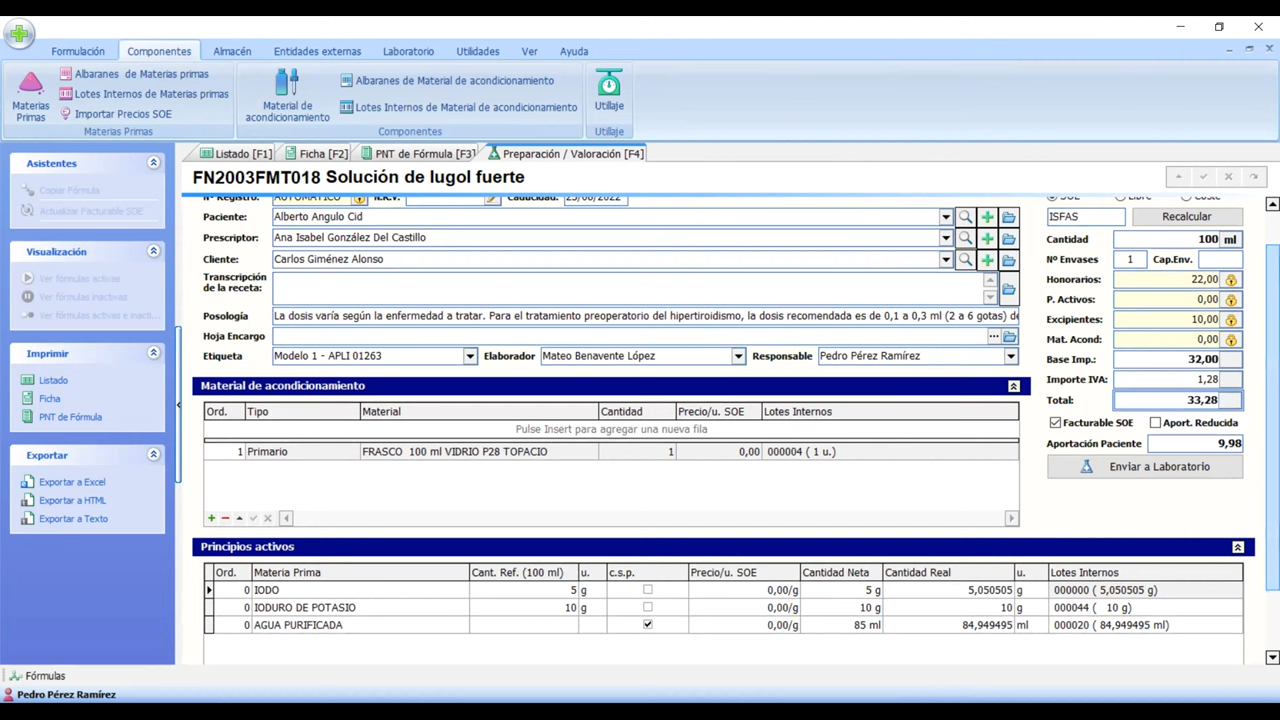 Formulación Componentes Almacén Entidades externas Laboratorio Utilidades Ver Ayuda
Materias Primas
Albaranes de Materias primas
Lotes Internos de Materias primas
Importar Precios SOE
Materias Primas
Material de acondicionamiento
Albaranes de Material de acondicionamiento
Lotes Internos de Material de acondicionamiento
Componentes
Utillaje
Utillaje
Asistentes
Copiar Fórmula
Actualizar Facturable SOE
Visualización
Ver fórmulas activas
Ver fórmulas inactivas
Ver fórmulas activas e inacti...
Imprimir
Listado
Ficha
PNT de Fórmula
Exportar
Exportar a Excel
Exportar a HTML
Exportar a Texto
Listado [F1] Ficha [F2] PNT de Fórmula [F3] Preparación / Valoración [F4]
FN2003FMT018 Solución de lugol fuerte
Nº Registro: AUTOMÁTICO N.R.V. Caducidad: 23/08/2022
Paciente: Alberto Angulo Cid
Prescriptor: Ana Isabel González Del Castillo
Cliente: Carlos Giménez Alonso
Transcripción de la receta:
Posología La dosis varía según la enfermedad a tratar. Para el tratamiento preoperatorio del hipertiroidismo, la dosis recomendada es de 0,1 a 0,3 ml (2 a 6 gotas) de
Hoja Encargo
Etiqueta Modelo 1 - APLI 01263 Elaborador Mateo Benavente López Responsable Pedro Pérez Ramírez
SOE Libre Coste
ISFAS Recalcular
Cantidad 100 ml
Nº Envases 1 Cap.Env.
Honorarios: 22,00
P. Activos: 0,00
Excipientes: 10,00
Mat. Acond: 0,00
Base Imp.: 32,00
Importe IVA: 1,28
Total: 33,28
Facturable SOE Aport. Reducida
Aportación Paciente 9,98
Enviar a Laboratorio
Material de acondicionamiento
Ord. Tipo Material Cantidad Precio/u. SOE Lotes Internos
Pulse Insert para agregar una nueva fila
1 Primario FRASCO 100 ml VIDRIO P28 TOPACIO 1 0,00 000004 ( 1 u.)
Principios activos
Ord. Materia Prima Cant. Ref. (100 ml) u. c.s.p. Precio/u. SOE Cantidad Neta Cantidad Real u. Lotes Internos
0 IODO 5 g 0,00/g 5 g 5,050505 g 000000 ( 5,050505 g)
0 IODURO DE POTASIO 10 g 0,00/g 10 g 10 g 000044 ( 10 g)
0 AGUA PURIFICADA 0,00/g 85 ml 84,949495 ml 000020 ( 84,949495 ml)
Fórmulas
Pedro Pérez Ramírez